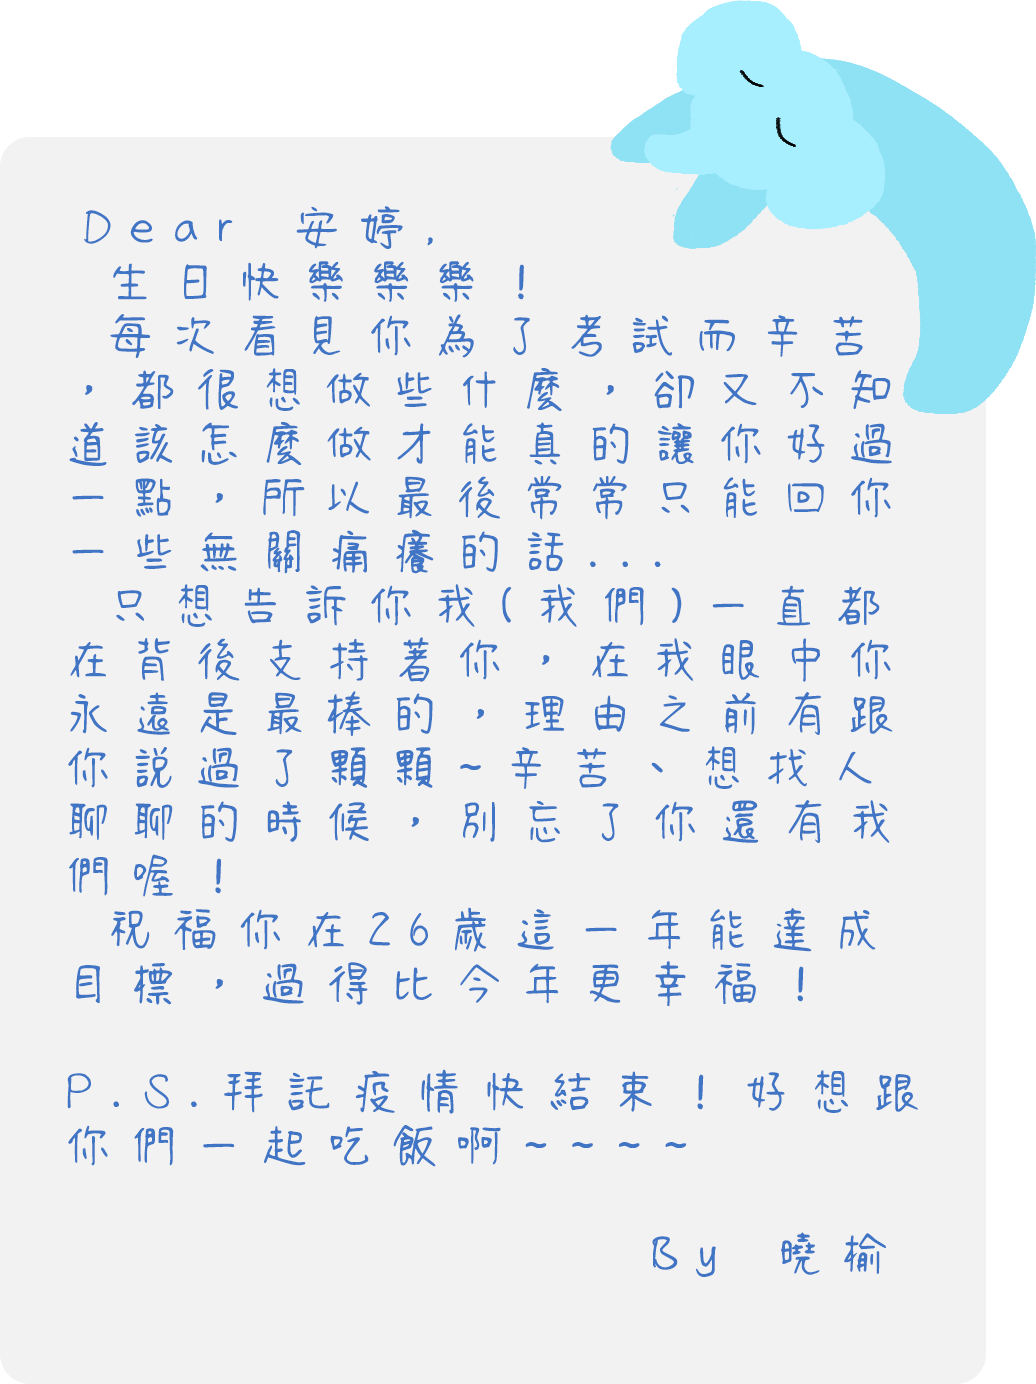 Dear 安婷,
生日快樂樂樂!
每次看見你為了考試而辛苦
,都很想做些什麼,卻又不知
道該怎麼做才能真的讓你好過
一點,所以最後常常只能回你
一些無關痛癢的話...
只想告訴你我(我們)一直都
在背後支持著你,在我眼中你
永遠是最棒的,理由之前有跟
你說過了顆顆~辛苦、想找人
聊聊的時候,別忘了你還有我
們喔!
祝福你在26歲這一年能達成
目標,過得比今年更幸福!
P.S.拜託疫情快結束!好想跟
你們一起吃飯啊~~~~
By 曉榆